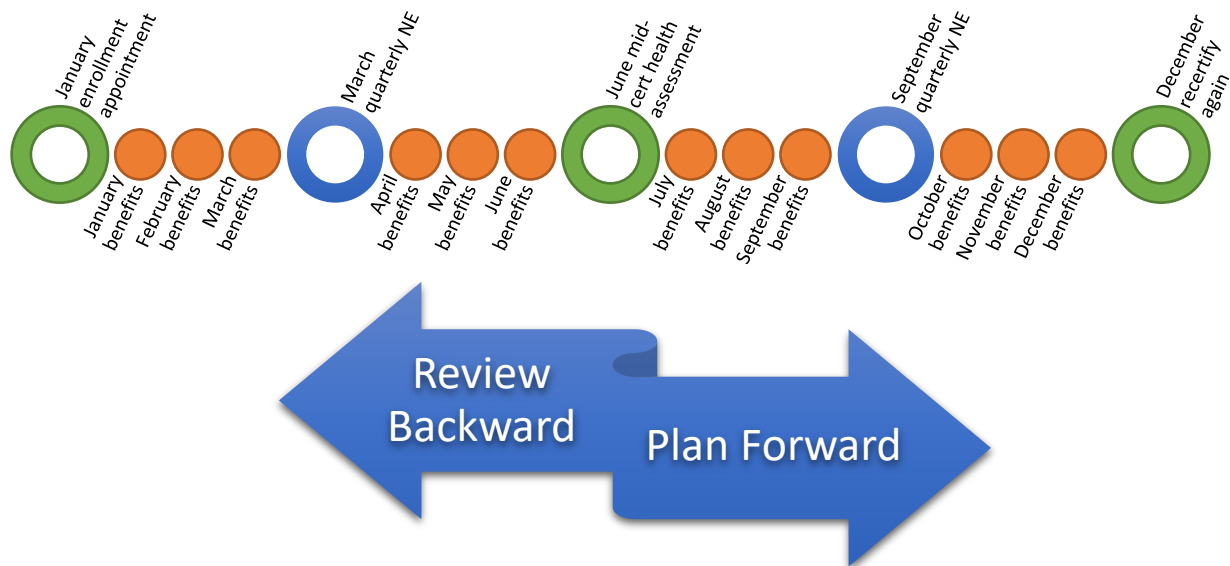 January
enrollment
appointment
January
benefits
February
benefits
March
benefits
March
quarterly NE
April
benefits
May
benefits
June
benefits
June mid-
cert health
assessment
July
benefits
August
benefits
September
benefits
September
quarterly NE
October
benefits
November
benefits
December
benefits
December
recertify
again
Review
Backward
Plan Forward